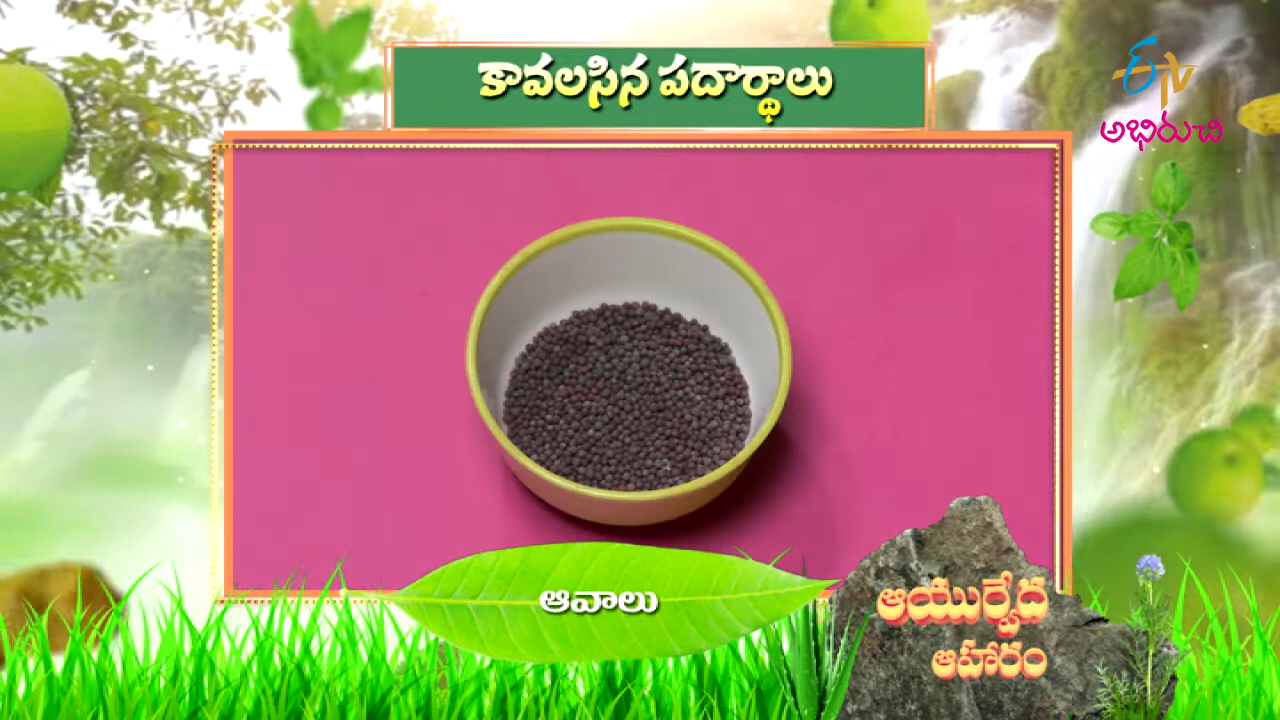 కావలసిన పదార్థాలు
ETV
అభిరుచి
ఆవాలు
ఆయుర్వేద
ఆహారం